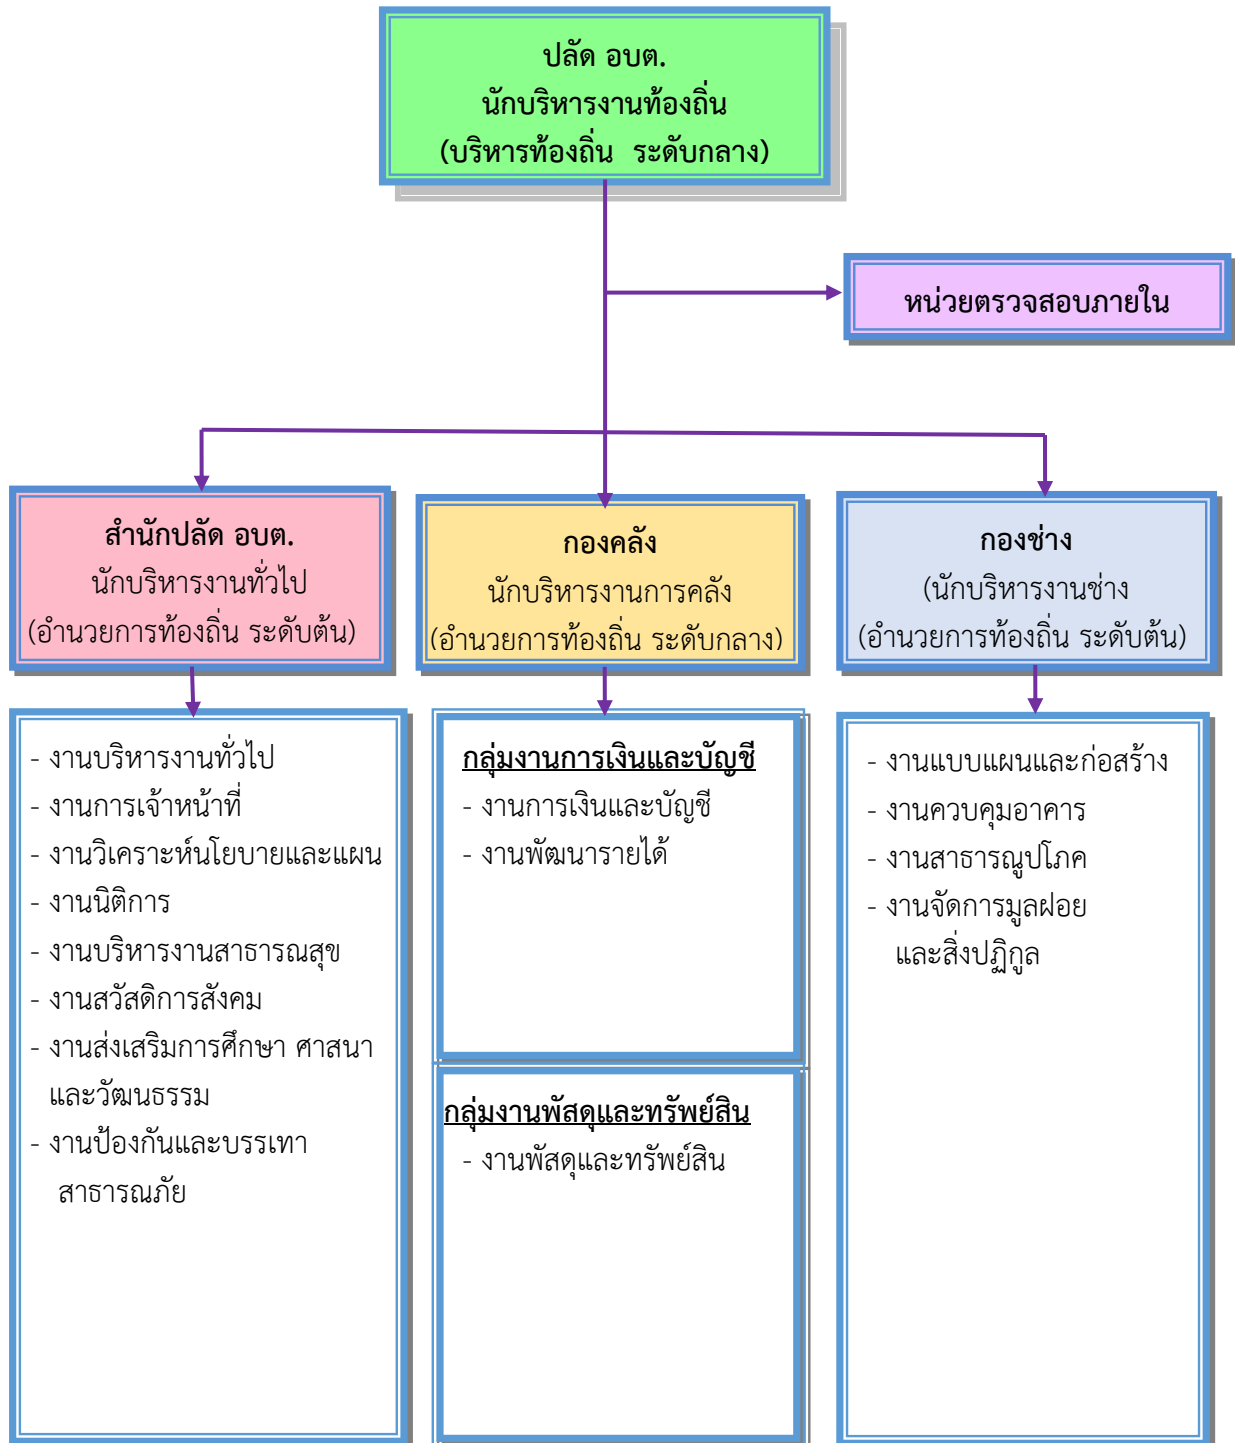 ปลัด อบต.
นักบริหารงานท้องถิ่น
(บริหารท้องถิ่น ระดับกลาง)
หน่วยตรวจสอบภายใน
สำนักปลัด อบต.
นักบริหารงานทั่วไป
(อำนวยการท้องถิ่น ระดับต้น)
กองคลัง
นักบริหารงานการคลัง
(อำนวยการท้องถิ่น ระดับกลาง)
กองช่าง
(นักบริหารงานช่าง
(อำนวยการท้องถิ่น ระดับต้น)
- งานบริหารงานทั่วไป
- งานการเจ้าหน้าที่
- งานวิเคราะห์นโยบายและแผน
- งานนิติการ
- งานบริหารงานสาธารณสุข
- งานสวัสดิการสังคม
- งานส่งเสริมการศึกษา ศาสนา
และวัฒนธรรม
- งานป้องกันและบรรเทา
สาธารณภัย
กลุ่มงานการเงินและบัญชี
- งานการเงินและบัญชี
- งานพัฒนารายได้
กลุ่มงานพัสดุและทรัพย์สิน
- งานพัสดุและทรัพย์สิน
- งานแบบแผนและก่อสร้าง
- งานควบคุมอาคาร
- งานสาธารณูปโภค
- งานจัดการมูลฝอย
และสิ่งปฏิกูล